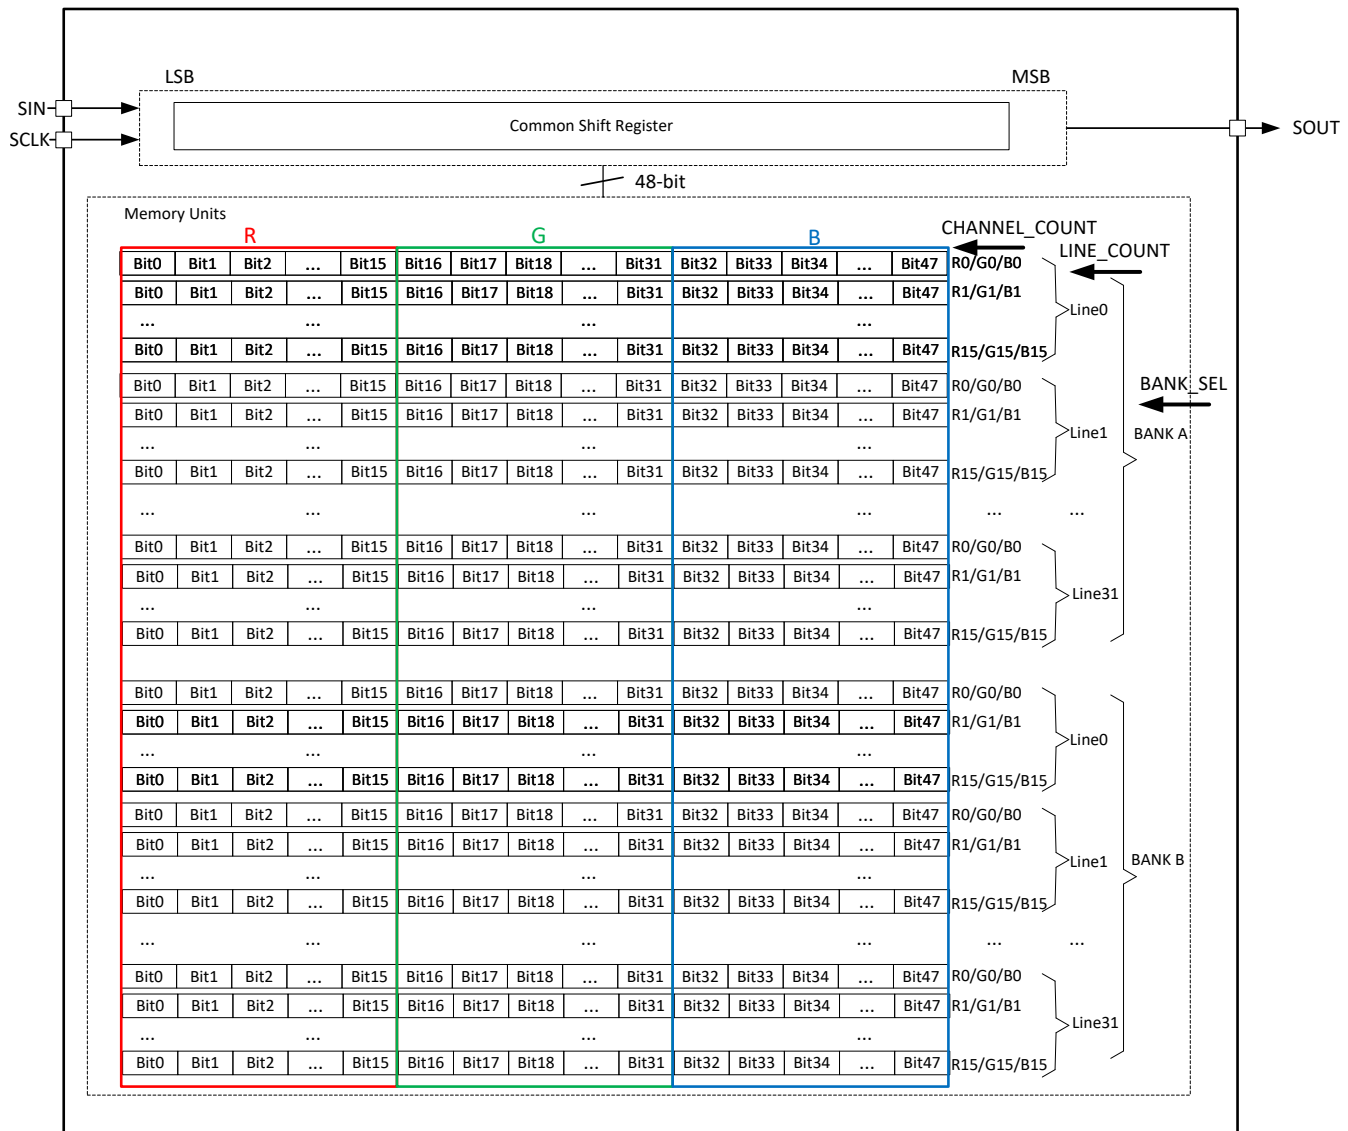 LSB MSB
SIN
SCLK
Common Shift Register
SOUT
48-bit
Memory Units
R G B
CHANNEL_COUNT
LINE_COUNT
Bit0 Bit1 Bit2 ... Bit15 Bit16 Bit17 Bit18 ... Bit31 Bit32 Bit33 Bit34 ... Bit47 R0/G0/B0
Bit0 Bit1 Bit2 ... Bit15 Bit16 Bit17 Bit18 ... Bit31 Bit32 Bit33 Bit34 ... Bit47 R1/G1/B1
... ... ... ... Line0
Bit0 Bit1 Bit2 ... Bit15 Bit16 Bit17 Bit18 ... Bit31 Bit32 Bit33 Bit34 ... Bit47 R15/G15/B15
Bit0 Bit1 Bit2 ... Bit15 Bit16 Bit17 Bit18 ... Bit31 Bit32 Bit33 Bit34 ... Bit47 R0/G0/B0
BANK_SEL
Bit0 Bit1 Bit2 ... Bit15 Bit16 Bit17 Bit18 ... Bit31 Bit32 Bit33 Bit34 ... Bit47 R1/G1/B1
... ... ... ... Line1 BANK A
Bit0 Bit1 Bit2 ... Bit15 Bit16 Bit17 Bit18 ... Bit31 Bit32 Bit33 Bit34 ... Bit47 R15/G15/B15
... ... ... ... ... ...
Bit0 Bit1 Bit2 ... Bit15 Bit16 Bit17 Bit18 ... Bit31 Bit32 Bit33 Bit34 ... Bit47 R0/G0/B0
Bit0 Bit1 Bit2 ... Bit15 Bit16 Bit17 Bit18 ... Bit31 Bit32 Bit33 Bit34 ... Bit47 R1/G1/B1
... ... ... ... Line31
Bit0 Bit1 Bit2 ... Bit15 Bit16 Bit17 Bit18 ... Bit31 Bit32 Bit33 Bit34 ... Bit47 R15/G15/B15
Bit0 Bit1 Bit2 ... Bit15 Bit16 Bit17 Bit18 ... Bit31 Bit32 Bit33 Bit34 ... Bit47 R0/G0/B0
Bit0 Bit1 Bit2 ... Bit15 Bit16 Bit17 Bit18 ... Bit31 Bit32 Bit33 Bit34 ... Bit47 R1/G1/B1
... ... ... ... Line0
Bit0 Bit1 Bit2 ... Bit15 Bit16 Bit17 Bit18 ... Bit31 Bit32 Bit33 Bit34 ... Bit47 R15/G15/B15
Bit0 Bit1 Bit2 ... Bit15 Bit16 Bit17 Bit18 ... Bit31 Bit32 Bit33 Bit34 ... Bit47 R0/G0/B0
Bit0 Bit1 Bit2 ... Bit15 Bit16 Bit17 Bit18 ... Bit31 Bit32 Bit33 Bit34 ... Bit47 R1/G1/B1
... ... ... ... Line1 BANK B
Bit0 Bit1 Bit2 ... Bit15 Bit16 Bit17 Bit18 ... Bit31 Bit32 Bit33 Bit34 ... Bit47 R15/G15/B15
... ... ... ... ... ...
Bit0 Bit1 Bit2 ... Bit15 Bit16 Bit17 Bit18 ... Bit31 Bit32 Bit33 Bit34 ... Bit47 R0/G0/B0
Bit0 Bit1 Bit2 ... Bit15 Bit16 Bit17 Bit18 ... Bit31 Bit32 Bit33 Bit34 ... Bit47 R1/G1/B1
... ... ... ... Line31
Bit0 Bit1 Bit2 ... Bit15 Bit16 Bit17 Bit18 ... Bit31 Bit32 Bit33 Bit34 ... Bit47 R15/G15/B15